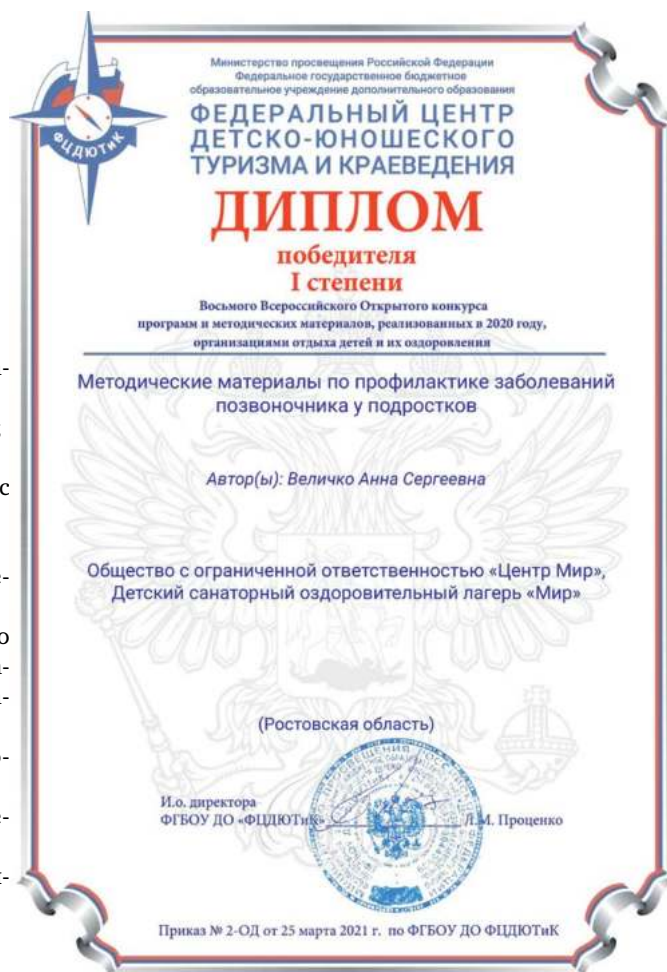 Министерство просвещения Российской Федерации
Федеральное государственное бюджетное
образовательное учреждение дополнительного образования
ФЕДЕРАЛЬНЫЙ ЦЕНТР
ДЕТСКО-ЮНОШЕСКОГО
ТУРИЗМА И КРАЕВЕДЕНИЯ
ФЦДЮТиК
ДИПЛОМ
победителя
I степени
Восьмого Всероссийского Открытого конкурса
программ и методических материалов, реализованных в 2020 году,
организациями отдыха детей и их оздоровления
Методические материалы по профилактике заболеваний
позвоночника у подростков
Автор(ы): Величко Анна Сергеевна
Общество с ограниченной ответственностью «Центр Мир»,
Детский санаторный оздоровительный лагерь «Мир»
(Ростовская область)
И.о. директора
ФГБОУ ДО «ФЦДЮТиК»
Л.М. Проценко
Приказ № 2-ОД от 25 марта 2021 г. по ФГБОУ ДО ФЦДЮТиК